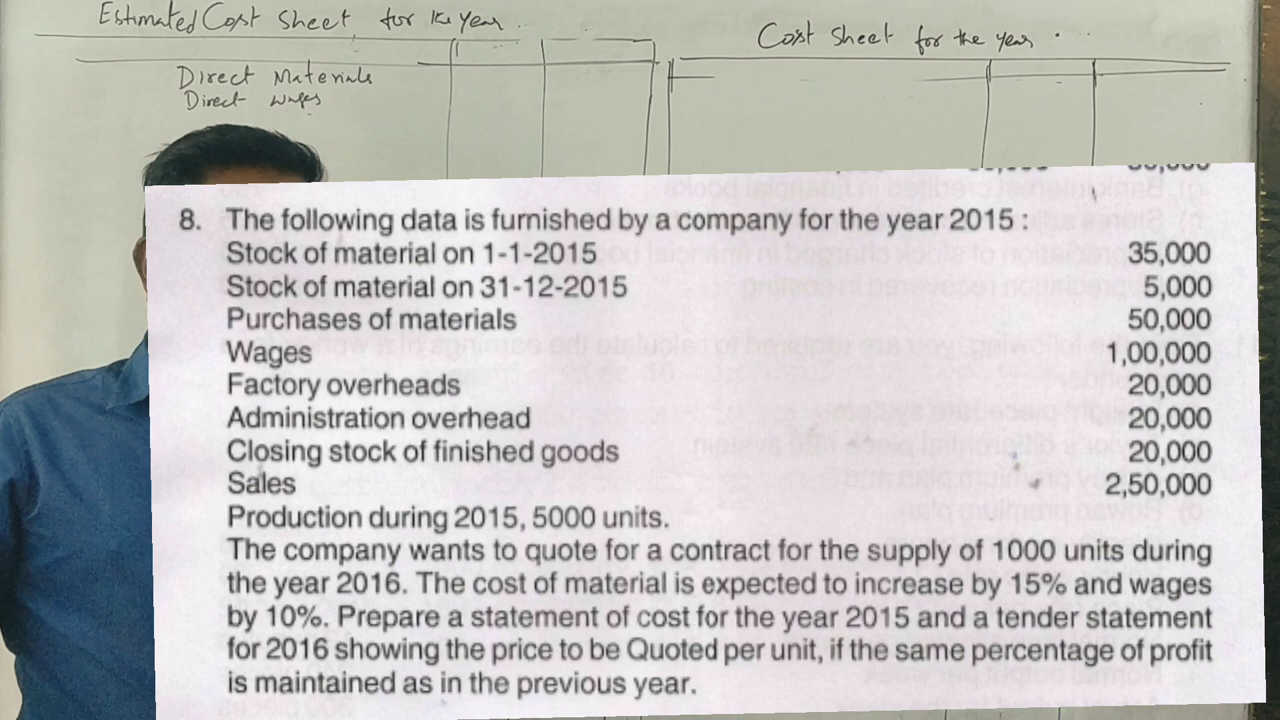 Estimated Cost Sheet for the Year
Cost Sheet for the year .
Direct Materials
Direct wages
8. The following data is furnished by a company for the year 2015 :
Stock of material on 1-1-2015 35,000
Stock of material on 31-12-2015 5,000
Purchases of materials 50,000
Wages 1,00,000
Factory overheads 20,000
Administration overhead 20,000
Closing stock of finished goods 20,000
Sales 2,50,000
Production during 2015, 5000 units.
The company wants to quote for a contract for the supply of 1000 units during
the year 2016. The cost of material is expected to increase by 15% and wages
by 10%. Prepare a statement of cost for the year 2015 and a tender statement
for 2016 showing the price to be Quoted per unit, if the same percentage of profit
is maintained as in the previous year.